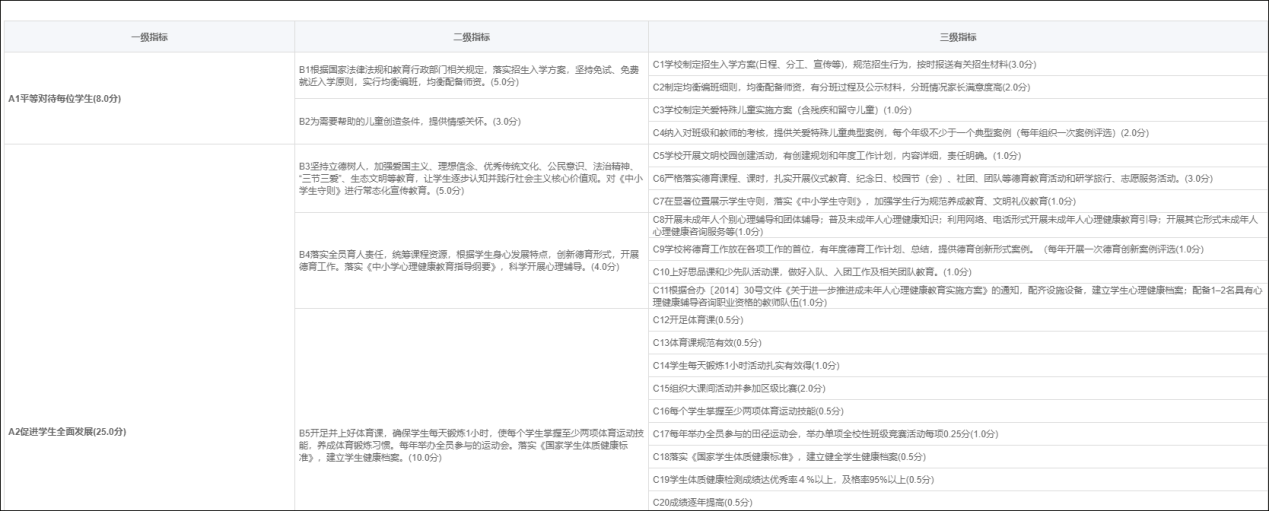 一级指标
二级指标
三级指标
A1平等对待每位学生(8.0分)
B1根据国家法律法规和教育行政部门相关规定，落实招生入学方案，坚持免试、免费
就近入学原则，实行均衡编班，均衡配备师资。(5.0分)
C1学校制定招生入学方案(日程、分工、宣传等)，规范招生行为，按时报送有关招生材料(3.0分)
C2制定均衡编班细则，均衡配备师资，有分班过程及公示材料，分班情况家长满意度高(2.0分)
B2为需要帮助的儿童创造条件，提供情感关怀。(3.0分)
C3学校制定关爱特殊儿童实施方案（含残疾和留守儿童）(1.0分)
C4纳入对班级和教师的考核，提供关爱特殊儿童典型案例，每个年级不少于一个典型案例（每年组织一次案例评选）(2.0分)
A2促进学生全面发展(25.0分)
B3坚持立德树人，加强爱国主义、理想信念、优秀传统文化、公民意识、法治精神、
“三节三爱”、生态文明等教育，让学生逐步认知并践行社会主义核心价值观。对《中小
学生守则》进行常态化宣传教育。(5.0分)
C5学校开展文明校园创建活动，有创建规划和年度工作计划，内容详细，责任明确。(1.0分)
C6严格落实德育课程、课时，扎实开展仪式教育、纪念日、校园节（会）、社团、团队等德育教育活动和研学旅行、志愿服务活动。(3.0分)
C7在显著位置展示学生守则，落实《中小学生守则》，加强学生行为规范养成教育、文明礼仪教育(1.0分)
B4落实全员育人责任，统筹课程资源，根据学生身心发展特点，创新德育形式，开展
德育工作。落实《中小学心理健康教育指导纲要》，科学开展心理辅导。(4.0分)
C8开展未成年人个别心理辅导和团体辅导；普及未成年人心理健康知识；利用网络、电话形式开展未成年人心理健康教育引导；开展其它形式未成年人
心理健康咨询服务等(1.0分)
C9学校将德育工作放在各项工作的首位，有年度德育工作计划、总结，提供德育创新形式案例。（每年开展一次德育创新案例评选(1.0分)
C10上好思品课和少先队活动课，做好入队、入团工作及相关团队教育。(1.0分)
C11根据合办〔2014〕30号文件《关于进一步推进成未年人心理健康教育实施方案》的通知，配齐设施设备，建立学生心理健康档案；配备1–2名具有心
理健康辅导咨询职业资格的教师队伍(1.0分)
B5开足并上好体育课，确保学生每天锻炼1小时，使每个学生掌握至少两项体育运动技
能，养成体育锻炼习惯。每年举办全员参与的运动会。落实《国家学生体质健康标
准》，建立学生健康档案。(10.0分)
C12开足体育课(0.5分)
C13体育课规范有效(0.5分)
C14学生每天锻炼1小时活动扎实有效得(1.0分)
C15组织大课间活动并参加区级比赛(2.0分)
C16每个学生掌握至少两项体育运动技能(0.5分)
C17每年举办全员参与的田径运动会，举办单项全校性班级竞赛活动每项0.25分(1.0分)
C18落实《国家学生体质健康标准》，建立健全学生健康档案(0.5分)
C19学生体质健康检测成绩达优秀率４%以上，及格率95%以上(0.5分)
C20成绩逐年提高(0.5分)